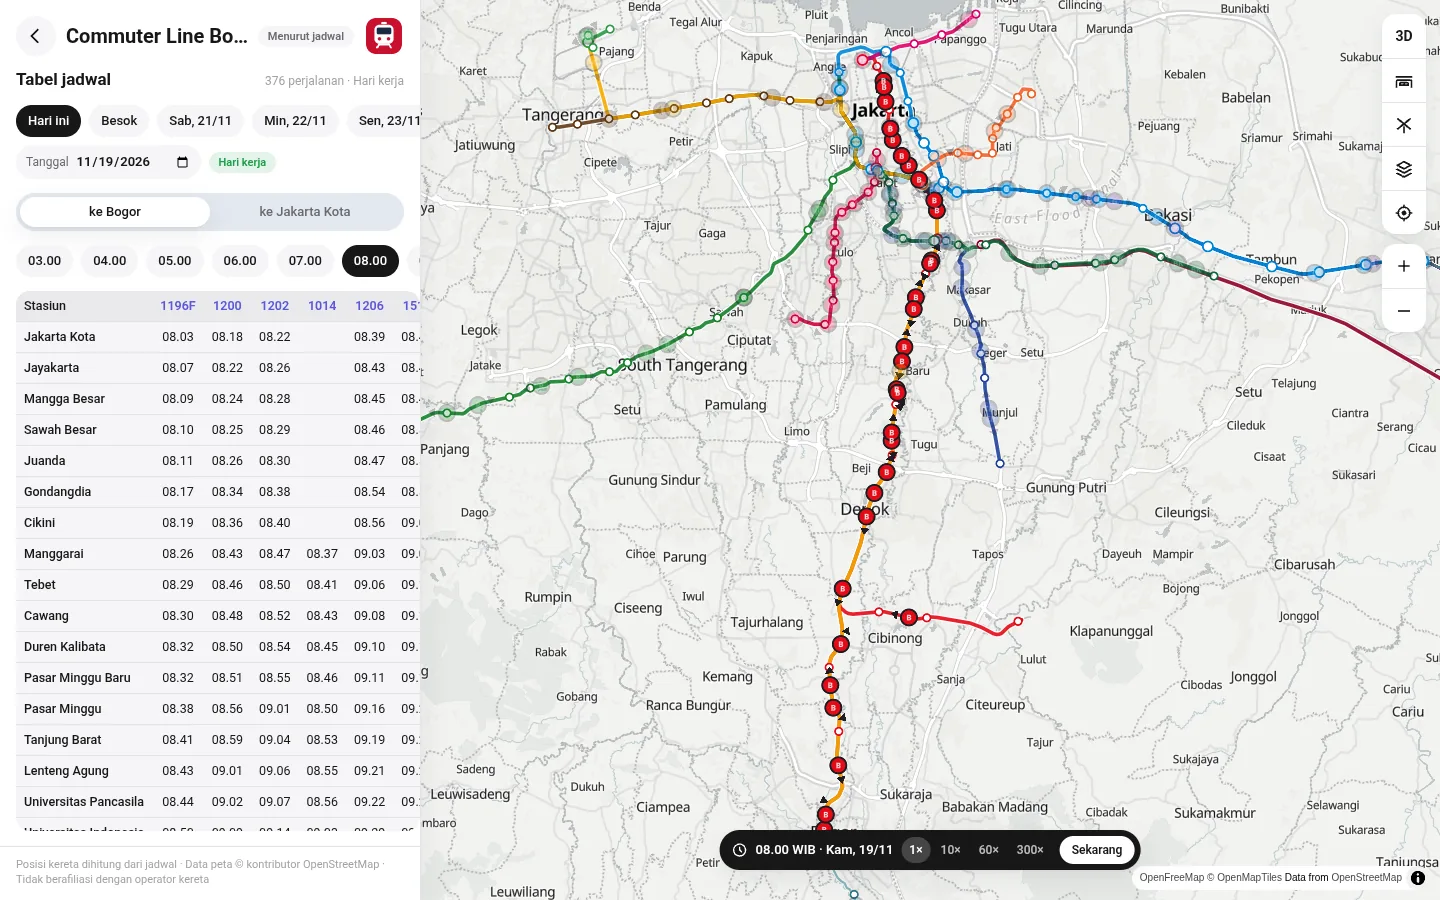 Commuter Line Bo...
Menurut jadwal
Tabel jadwal
376 perjalanan · Hari kerja
Hari ini
Besok
Sab, 21/11
Min, 22/11
Sen, 23/11
Tanggal 11/19/2026
Hari kerja
ke Bogor
ke Jakarta Kota
03.00 04.00 05.00 06.00 07.00 08.00
Stasiun 1196F 1200 1202 1014 1206
Jakarta Kota 08.03 08.18 08.22 08.39
Jayakarta 08.07 08.22 08.26 08.43
Mangga Besar 08.09 08.24 08.28 08.45
Sawah Besar 08.10 08.25 08.29 08.46
Juanda 08.11 08.26 08.30 08.47
Gondangdia 08.17 08.34 08.38 08.54
Cikini 08.19 08.36 08.40 08.56
Manggarai 08.26 08.43 08.47 08.37 09.03
Tebet 08.29 08.46 08.50 08.41 09.06
Cawang 08.30 08.48 08.52 08.43 09.08
Duren Kalibata 08.32 08.50 08.54 08.45 09.10
Pasar Minggu Baru 08.32 08.51 08.55 08.46 09.11
Pasar Minggu 08.38 08.56 09.01 08.50 09.16
Tanjung Barat 08.41 08.59 09.04 08.53 09.19
Lenteng Agung 08.43 09.01 09.06 08.55 09.21
Universitas Pancasila 08.44 09.02 09.07 08.56 09.22
Posisi kereta dihitung dari jadwal · Data peta © kontributor OpenStreetMap ·
Tidak berafiliasi dengan operator kereta
Benda
Tegal Alur
Pluit
Cilincing
Bunibakti
Penjaringan
Ancol
Tugu Utara
Marunda
Papanggo
Pajang
Karet
Kapuk
Kebalen
Babelan
Tangerang
Jakarta
Jatiuwung
Petir
Cipete
Jati
Pejuang
Sriamur
Srimahi
Bekasi
Tajur
Gaga
Tambun
Pekopen
Makasar
Legok
Jatake
Ciputat
South Tangerang
Setu
Pamulang
Baru
Setu
Telajung
Setu
Ciantra
Cileduk
Serang
Cicau
Panjang
Limo
Tugu
Munjul
Beji
Cisaat
Sukasari
Gunung Sindur
Gunung Putri
Depok
Dago
Cileungsi
Cihoe
Parung
Tapos
Dayeuh
Mampir
Cibarusah
Rumpin
Iwul
Ciseeng
Bojong
Jonggol
Tajurhalang
Cibinong
Klapanunggal
Rabak
Lulut
Kemang
Sanja
Jonggol
Cibodas
Cariu
Gobang
Ranca Bungur
Citeureup
Cariu
Tajur
Sukajaya
Sadeng
Leuwisadeng
Dukuh
Ciampea
Sukaraja
Babakan Madang
Cibadak
Sukamakmur
Selawangi
Sukarasa
Petir
Leuwiliang
3D
08.00 WIB · Kam, 19/11
1× 10× 60× 300×
Sekarang
OpenFreeMap © OpenMapTiles Data from OpenStreetMap